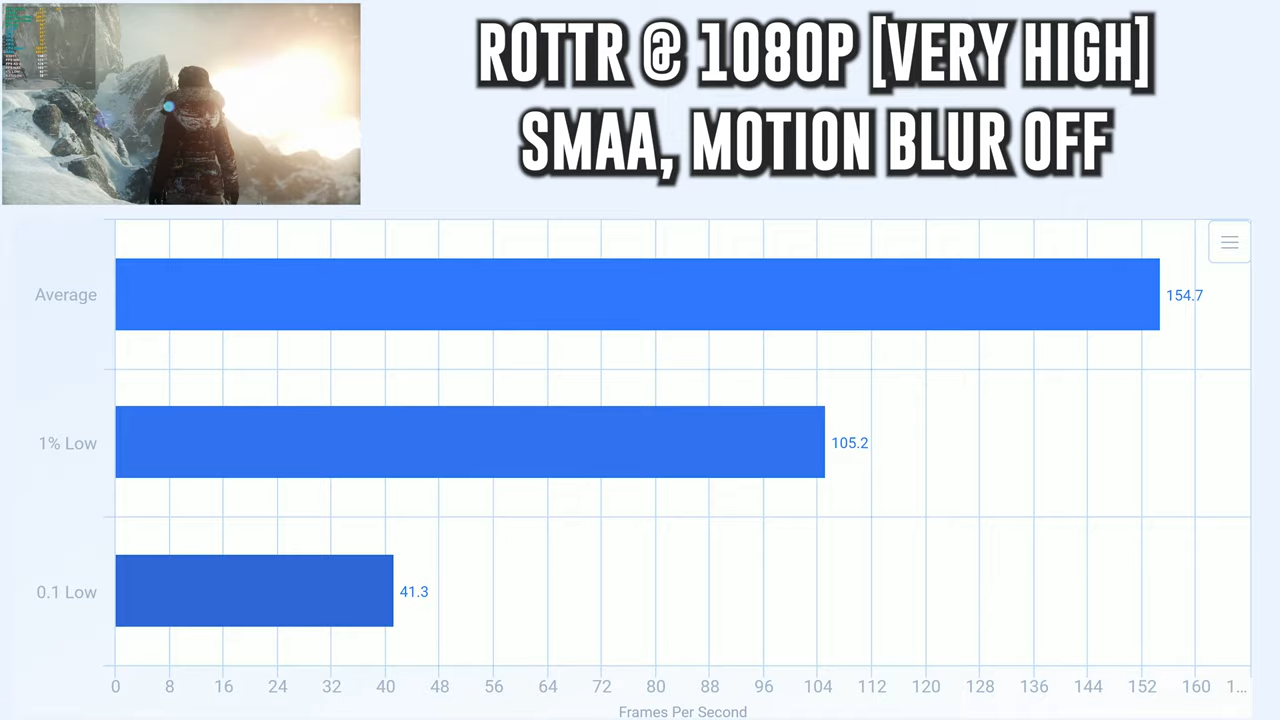 ROTTR @ 1080P [VERY HIGH]
SMAA, MOTION BLUR OFF
Average
154.7
1% Low
105.2
0.1 Low
41.3
0 8 16 24 32 40 48 56 64 72 80 88 96 104 112 120 128 136 144 152 160 1...
Frames Per Second